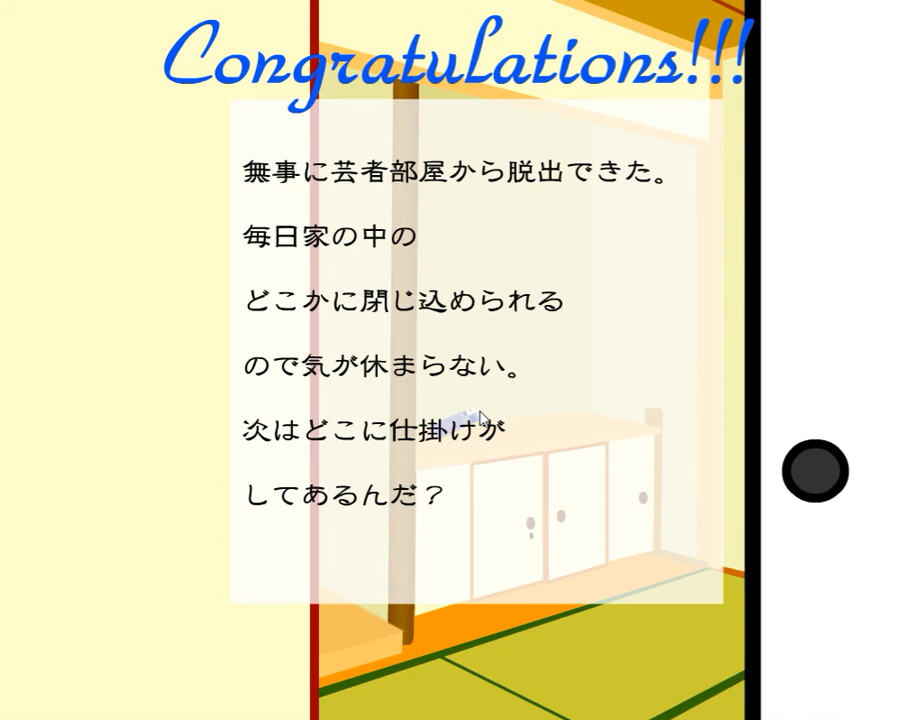 Congratulations!!!
無事に芸者部屋から脱出できた。
毎日家の中の
どこかに閉じ込められる
ので気が休まらない。
次はどこに仕掛けが
してあるんだ？